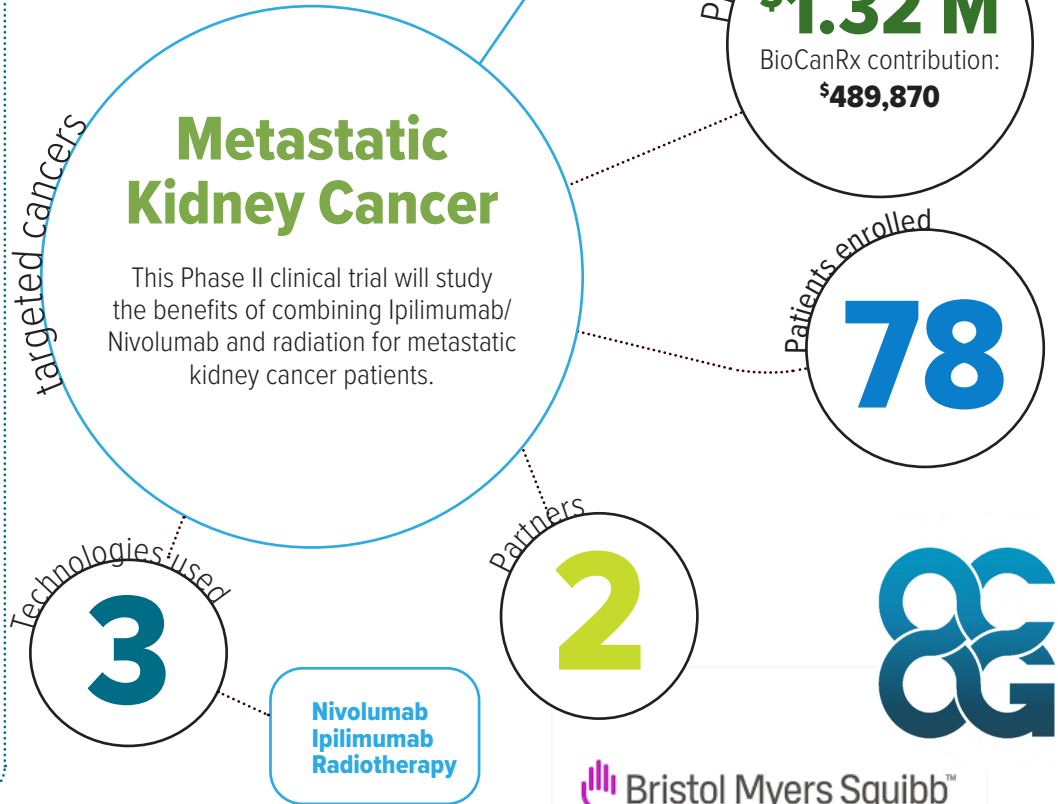 $1.32 M
BioCanRx contribution:
$489,870
targeted cancers
Metastatic
Kidney Cancer
This Phase II clinical trial will study
the benefits of combining Ipilimumab/
Nivolumab and radiation for metastatic
kidney cancer patients.
Patients enrolled
78
Technologies used
3
Partners
2
Nivolumab
Ipilimumab
Radiotherapy
OCOG
Bristol Myers Squibb™